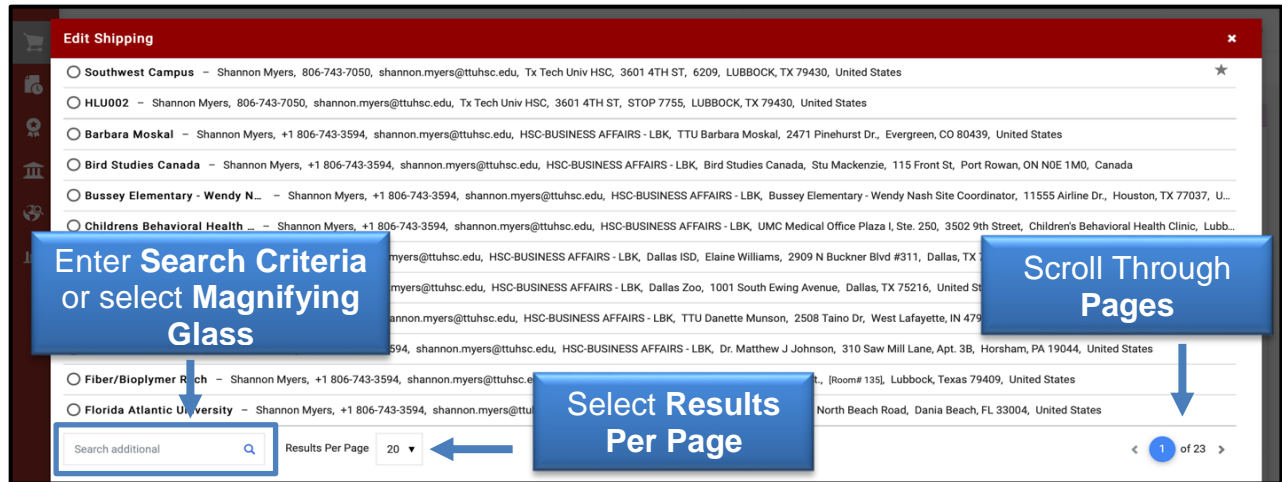 Edit Shipping ×
Southwest Campus – Shannon Myers, 806-743-7050, shannon.myers@ttuhsc.edu, Tx Tech Univ HSC, 3601 4TH ST, 6209, LUBBOCK, TX 79430, United States
HLU002 – Shannon Myers, 806-743-7050, shannon.myers@ttuhsc.edu, Tx Tech Univ HSC, 3601 4TH ST, STOP 7755, LUBBOCK, TX 79430, United States
Barbara Moskal – Shannon Myers, +1 806-743-3594, shannon.myers@ttuhsc.edu, HSC-BUSINESS AFFAIRS - LBK, TTU Barbara Moskal, 2471 Pinehurst Dr., Evergreen, CO 80439, United States
Bird Studies Canada – Shannon Myers, +1 806-743-3594, shannon.myers@ttuhsc.edu, HSC-BUSINESS AFFAIRS - LBK, Bird Studies Canada, Stu Mackenzie, 115 Front St, Port Rowan, ON N0E 1M0, Canada
Bussey Elementary - Wendy N... – Shannon Myers, +1 806-743-3594, shannon.myers@ttuhsc.edu, HSC-BUSINESS AFFAIRS - LBK, Bussey Elementary - Wendy Nash Site Coordinator, 11555 Airline Dr., Houston, TX 77037, U...
Childrens Behavioral Health ... – Shannon Myers, +1 806-743-3594, shannon.myers@ttuhsc.edu, HSC-BUSINESS AFFAIRS - LBK, UMC Medical Office Plaza I, Ste. 250, 3502 9th Street, Children's Behavioral Health Clinic, Lubb...
myers@ttuhsc.edu, HSC-BUSINESS AFFAIRS - LBK, Dallas ISD, Elaine Williams, 2909 N Buckner Blvd #311, Dallas, TX
myers@ttuhsc.edu, HSC-BUSINESS AFFAIRS - LBK, Dallas Zoo, 1001 South Ewing Avenue, Dallas, TX 75216, United
annon.myers@ttuhsc.edu, HSC-BUSINESS AFFAIRS - LBK, TTU Danette Munson, 2508 Taino Dr, West Lafayette, IN
594, shannon.myers@ttuhsc.edu, HSC-BUSINESS AFFAIRS - LBK, Dr. Matthew J Johnson, 310 Saw Mill Lane, Apt. 3B, Horsham, PA 19044, United States
Enter Search Criteria
or select Magnifying
Glass
Scroll Through
Pages
Fiber/Bioplymer – Shannon Myers, +1 806-743-3594, shannon.myers@ttuhsc.e [Room# 135], Lubbock, Texas 79409, United States
Florida Atlantic – Shannon Myers, +1 806-743-3594, shannon.myers@ttu North Beach Road, Dania Beach, FL 33004, United States
Select Results
Per Page
Search additional Results Per Page 20 1 of 23